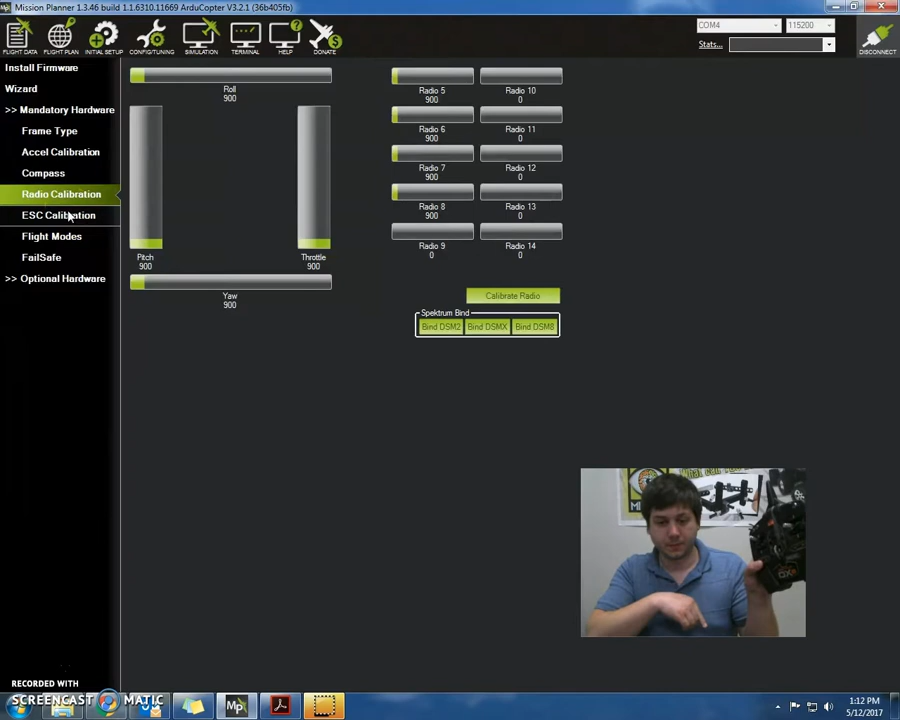 Mission Planner 1.3.46 build 1.1.6310.11669 ArduCopter V3.2.1 (36b405fb)
FLIGHT DATA
FLIGHT PLAN
INITIAL SETUP
CONFIG/TUNING
SIMULATION
TERMINAL
HELP
DONATE
COM4
115200
Stats...
DISCONNECT
Install Firmware
Wizard
>> Mandatory Hardware
Frame Type
Accel Calibration
Compass
Radio Calibration
ESC Calibration
Flight Modes
FailSafe
>> Optional Hardware
Roll
900
Pitch
900
Throttle
900
Yaw
900
Radio 5
900
Radio 6
900
Radio 7
900
Radio 8
900
Radio 9
0
Radio 10
0
Radio 11
0
Radio 12
0
Radio 13
0
Radio 14
0
Calibrate Radio
Spektrum Bind
Bind DSM2
Bind DSMX
Bind DSM8
RECORDED WITH
SCREENCAST MATIC
1:12 PM
5/12/2017